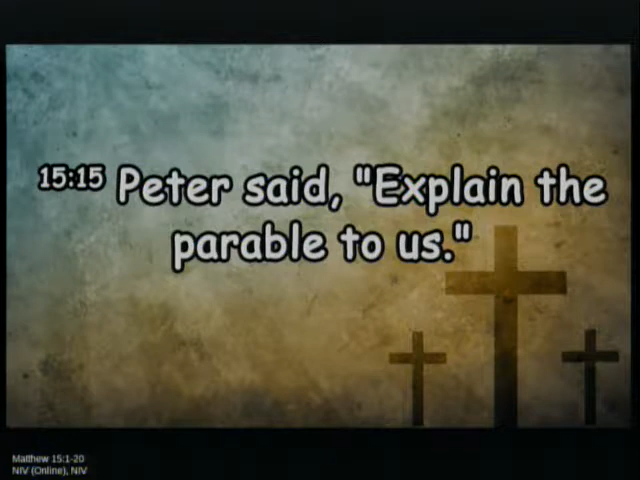 15:15 Peter said, "Explain the
parable to us."
Matthew 15:1-20
NIV (Online), NIV